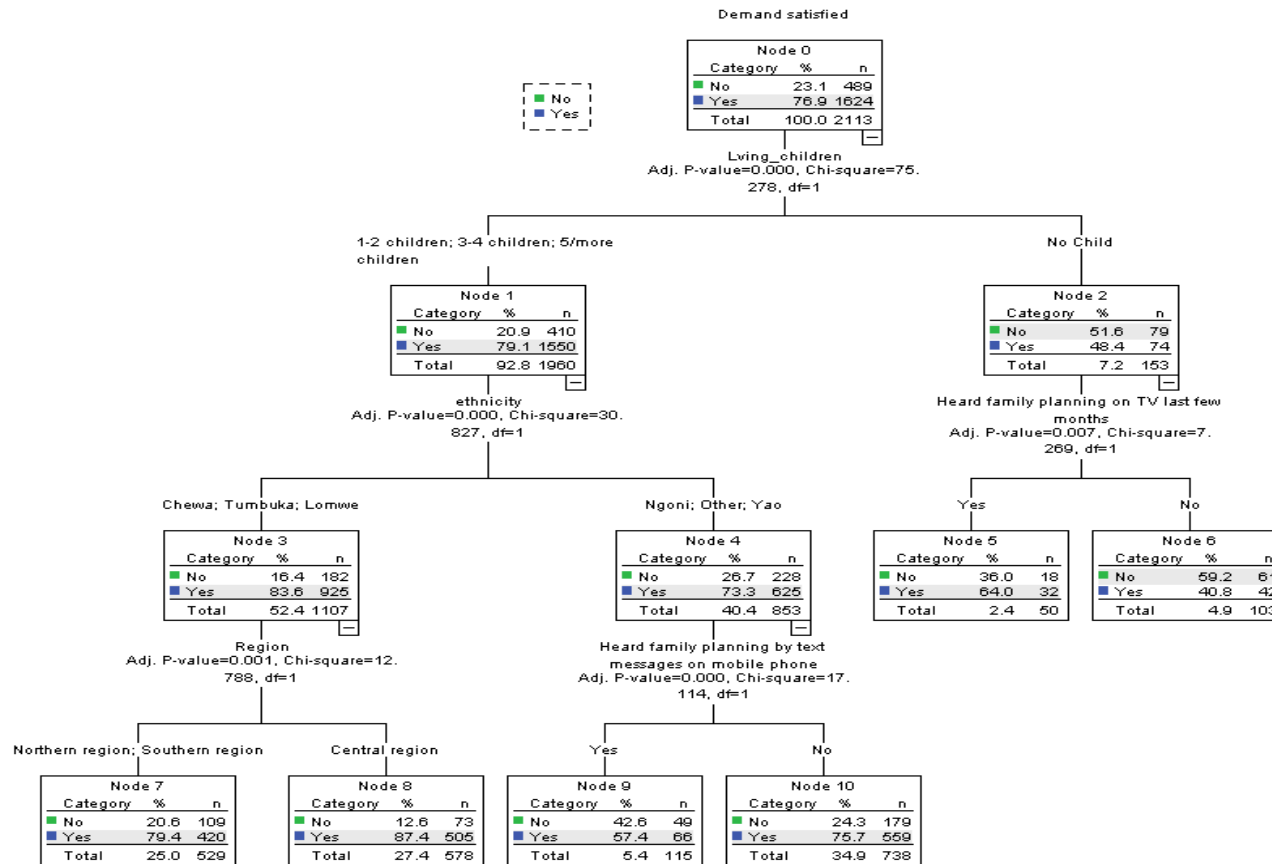 Demand satisfied
Node 0
Category % n
No 23.1 489
Yes 76.9 1624
Total 100.0 2113
No
Yes
Lving_children
Adj. P-value=0.000, Chi-square=75.
278, df=1
1-2 children; 3-4 children; 5/more
children
No Child
Node 1
Category % n
No 20.9 410
Yes 79.1 1550
Total 92.8 1960
Node 2
Category % n
No 51.6 79
Yes 48.4 74
Total 7.2 153
ethnicity
Adj. P-value=0.000, Chi-square=30.
827, df=1
Heard family planning on TV last few
months
Adj. P-value=0.007, Chi-square=7.
269, df=1
Chewa; Tumbuka; Lomwe
Ngoni; Other; Yao
Yes
No
Node 3
Category % n
No 16.4 182
Yes 83.6 925
Total 52.4 1107
Node 4
Category % n
No 26.7 228
Yes 73.3 625
Total 40.4 853
Node 5
Category % n
No 36.0 18
Yes 64.0 32
Total 2.4 50
Node 6
Category % n
No 59.2 61
Yes 40.8 42
Total 4.9 103
Region
Adj. P-value=0.001, Chi-square=12.
788, df=1
Heard family planning by text
messages on mobile phone
Adj. P-value=0.000, Chi-square=17.
114, df=1
Northern region; Southern region
Central region
Yes
No
Node 7
Category % n
No 20.6 109
Yes 79.4 420
Total 25.0 529
Node 8
Category % n
No 12.6 73
Yes 87.4 505
Total 27.4 578
Node 9
Category % n
No 42.6 49
Yes 57.4 66
Total 5.4 115
Node 10
Category % n
No 24.3 179
Yes 75.7 559
Total 34.9 738